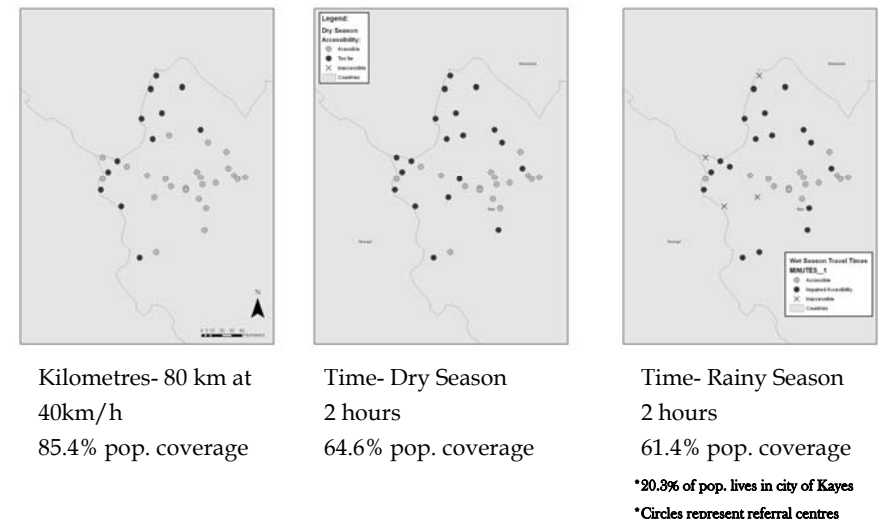 Legend:
Dry Season
Accessibility:
Accessible
Too far
Inaccessible
Countries
Senegal
N
Wet Season Travel Times
MINUTES__1
Accessible
Impaired Accessibility
Inaccessible
Countries
Senegal
Kilometres- 80 km at
40km/h
85.4% pop. coverage
Time- Dry Season
2 hours
64.6% pop. coverage
Time- Rainy Season
2 hours
61.4% pop. coverage
*20.3% of pop. lives in city of Kayes
*Circles represent referral centres